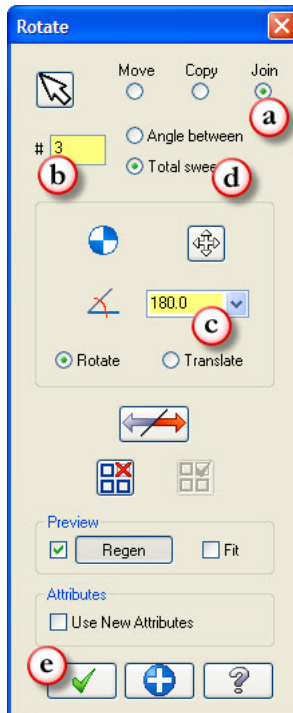 Rotate
Move Copy Join
a
# 3
Angle between
b
Total swee
d
180.0
c
Rotate Translate
Preview
Regen Fit
Attributes
Use New Attributes
e
?